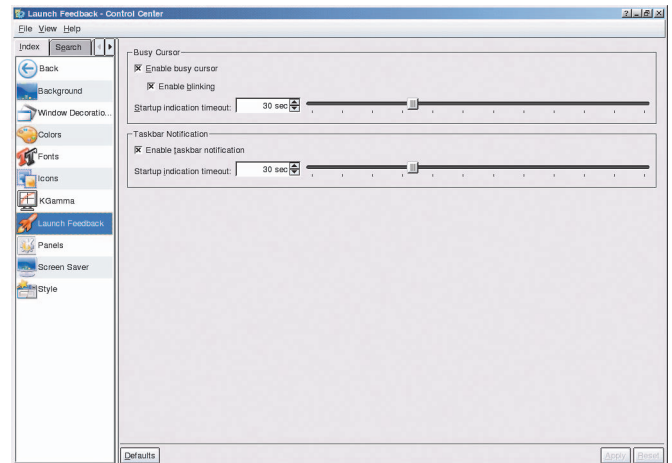 Launch Feedback - Control Center
File View Help
Index Search
Back
Background
Window Decoratio...
Colors
Fonts
Icons
KGamma
Launch Feedback
Panels
Screen Saver
Style
Busy Cursor
Enable busy cursor
Enable blinking
Startup indication timeout: 30 sec
Taskbar Notification
Enable taskbar notification
Startup indication timeout: 30 sec
Defaults
Apply Reset